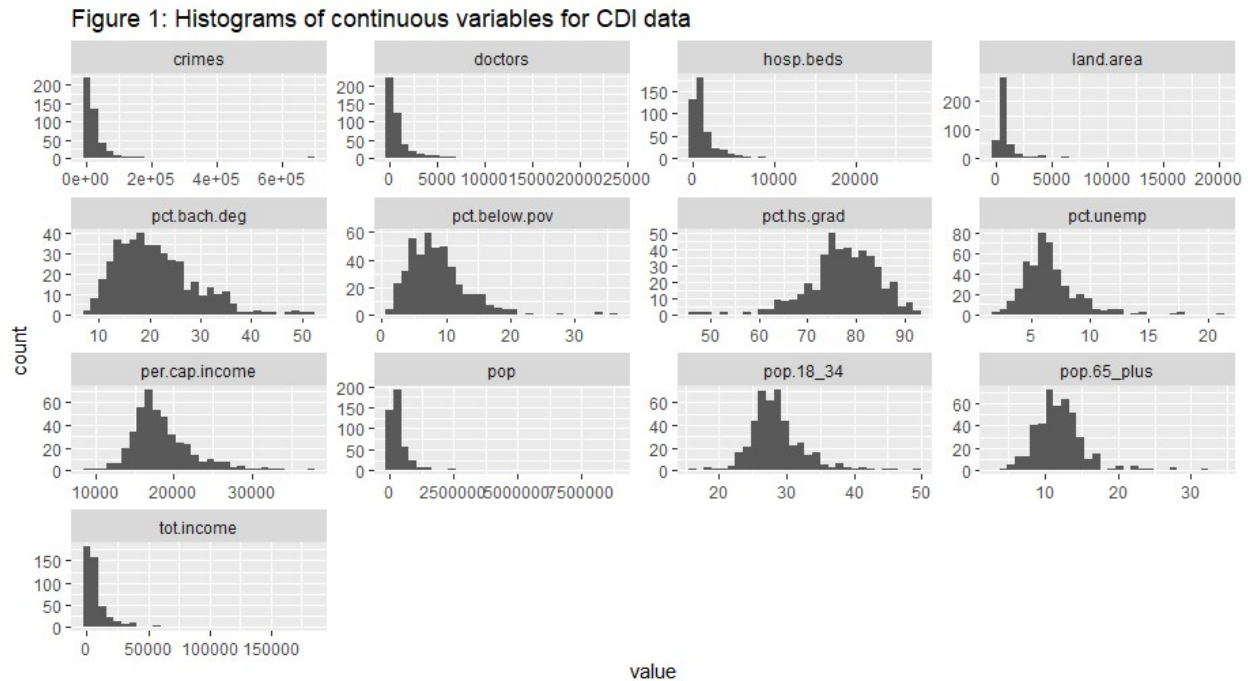 Figure 1: Histograms of continuous variables for CDI data
crimes doctors hosp.beds land.area
200 150 100 50 0
200 150 100 50 0
150 100 50 0
200 100 0
0e+00 2e+05 4e+05 6e+05
0 5000 10000 15000 20000 25000
0 10000 20000
0 5000 10000 15000 20000
pct.bach.deg pct.below.pov pct.hs.grad pct.unemp
40 30 20 10 0
60 40 20 0
50 40 30 20 10 0
80 60 40 20 0
10 20 30 40 50
0 10 20 30
50 60 70 80 90
5 10 15 20
count
per.cap.income pop pop.18_34 pop.65_plus
60 40 20 0
200 150 100 50 0
60 40 20 0
60 40 20 0
10000 20000 30000
0 2500000 5000000 7500000
20 30 40 50
10 20 30
tot.income
150 100 50 0
0 50000 100000 150000
value